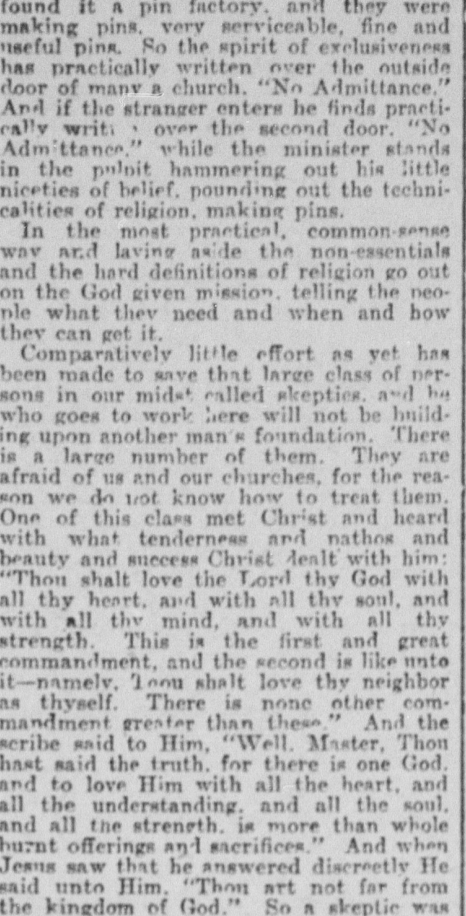 found it a pin factory, and they were
making pins, very serviceable, fine and
useful pins. So the spirit of exclusiveness
has practically written over the outside
door of many a church. "No Admittance."
And if the stranger enters he finds practi-
cally writ over the second door. "No
Admittance," while the minister stands
in the pulpit hammering out his little
niceties of belief, pounding out the techni-
calities of religion, making pins.
In the most practical, common-sense
way and laying aside the non-essentials
and the hard definitions of religion go out
on the God given mission, telling the peo-
ple what they need and when and how
they can get it.
Comparatively little effort as yet has
been made to save that large class of per-
sons in our midst called skeptics, and he
who goes to work here will not be build-
ing upon another man's foundation. There
is a large number of them. They are
afraid of us and our churches, for the rea-
son we do not know how to treat them.
One of this class met Christ and heard
with what tenderness and pathos and
beauty and success Christ dealt with him:
"Thou shalt love the Lord thy God with
all thy heart, and with all thy soul, and
with all thy mind, and with all thy
strength. This is the first and great
commandment, and the second is like unto
it—namely, Thou shalt love thy neighbor
as thyself. There is none other com-
mandment greater than these." And the
scribe said to Him, "Well, Master, Thou
hast said the truth, for there is one God,
and to love Him with all the heart, and
all the understanding, and all the soul,
and all the strength, is more than whole
burnt offerings and sacrifices." And when
Jesus saw that he answered discreetly He
said unto Him, "Thou art not far from
the kingdom of God." So a skeptic was